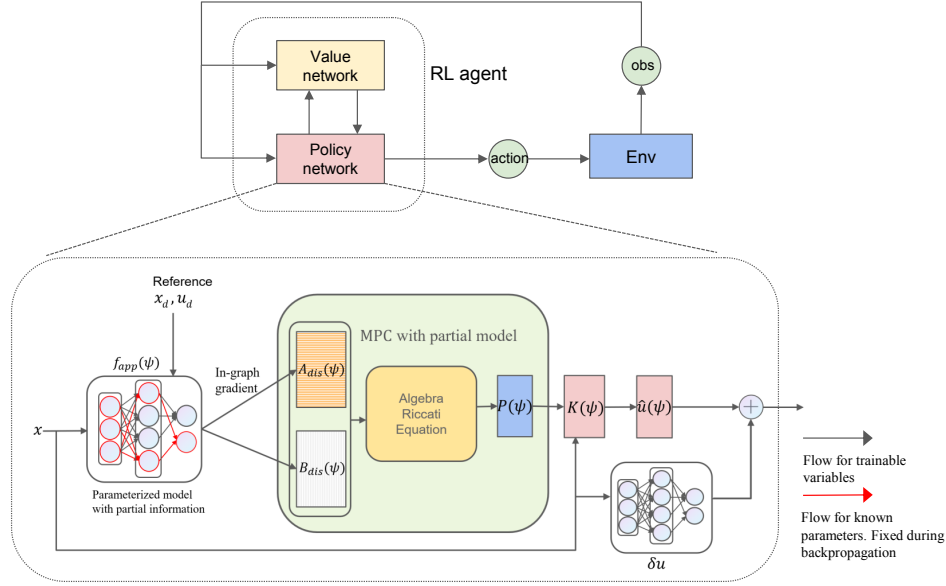 Value
network
RL agent
obs
Policy
network
action
Env
Reference
x_d, u_d
f_app(ψ)
In-graph
gradient
MPC with partial model
A_dis(ψ)
Algebra
Riccati
Equation
P(ψ)
K(ψ)
û(ψ)
+
x
B_dis(ψ)
Parameterized model
with partial information
δu
Flow for trainable
variables
Flow for known
parameters. Fixed during
backpropagation